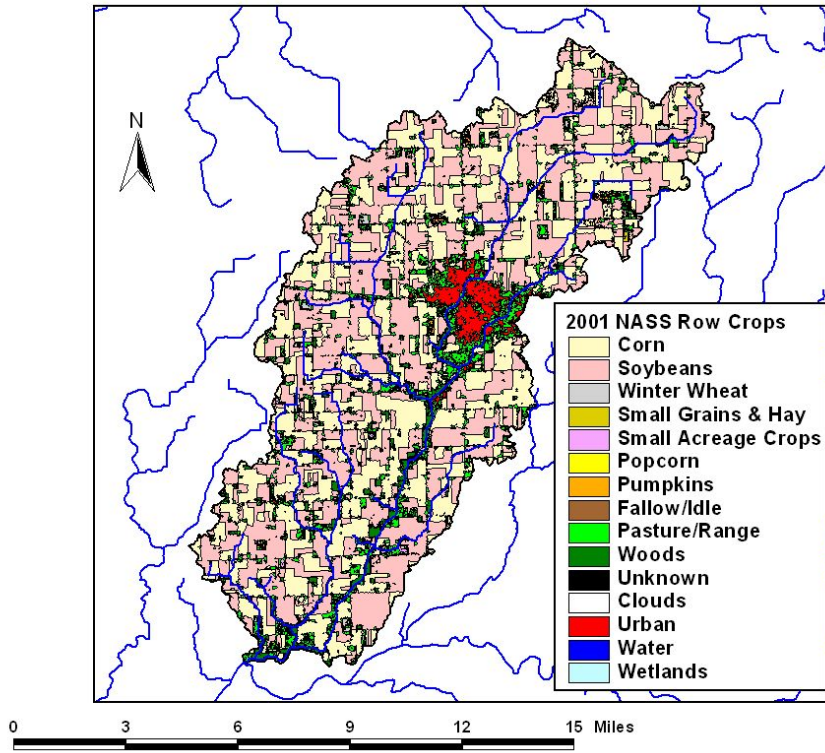 N
2001 NASS Row Crops
Corn
Soybeans
Winter Wheat
Small Grains & Hay
Small Acreage Crops
Popcorn
Pumpkins
Fallow/Idle
Pasture/Range
Woods
Unknown
Clouds
Urban
Water
Wetlands
0 3 6 9 12 15 Miles